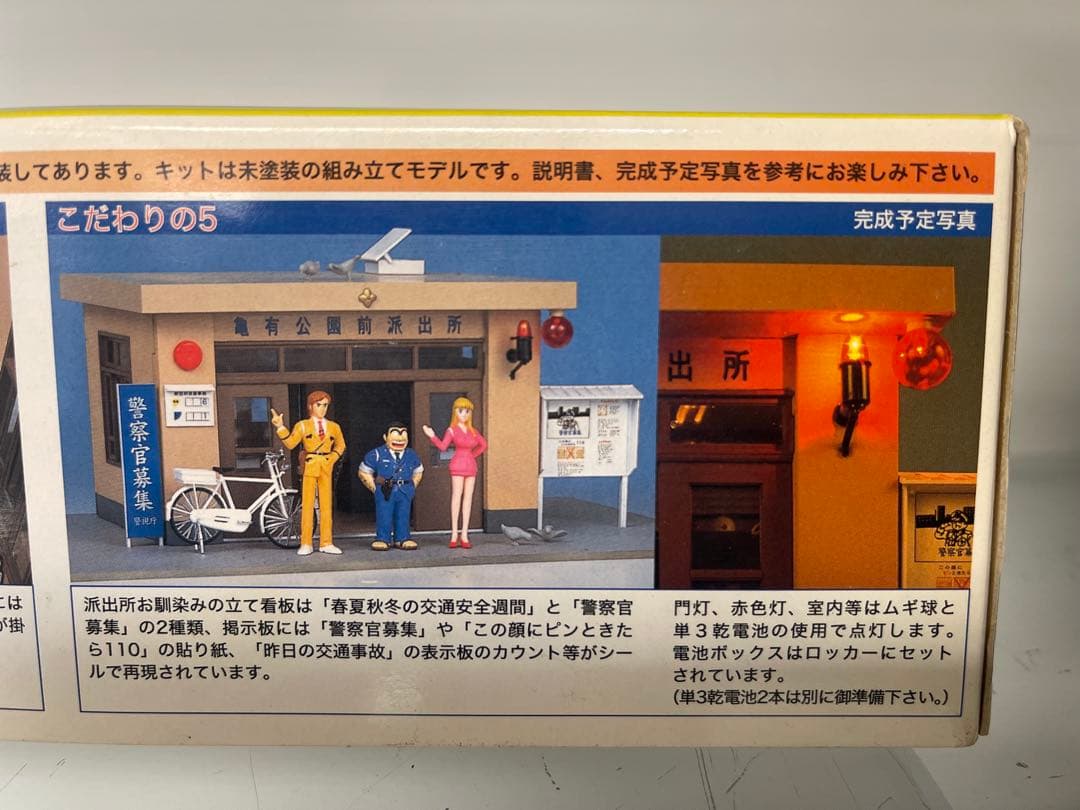 装してあります。キットは未塗装の組み立てモデルです。説明書、完成予定写真を参考にお楽しみ下さい。
こだわりの5
完成予定写真
亀有公園前派出所
警察官募集
警視庁
出所
警察官募集
には
が掛
派出所お馴染みの立て看板は「春夏秋冬の交通安全週間」と「警察官
募集」の2種類、掲示板には「警察官募集」や「この顔にピンときた
ら110」の貼り紙、「昨日の交通事故」の表示板のカウント等がシー
ルで再現されています。
門灯、赤色灯、室内等はムギ球と
単3乾電池の使用で点灯します。
電池ボックスはロッカーにセット
されています。
(単3乾電池2本は別に御準備下さい。)